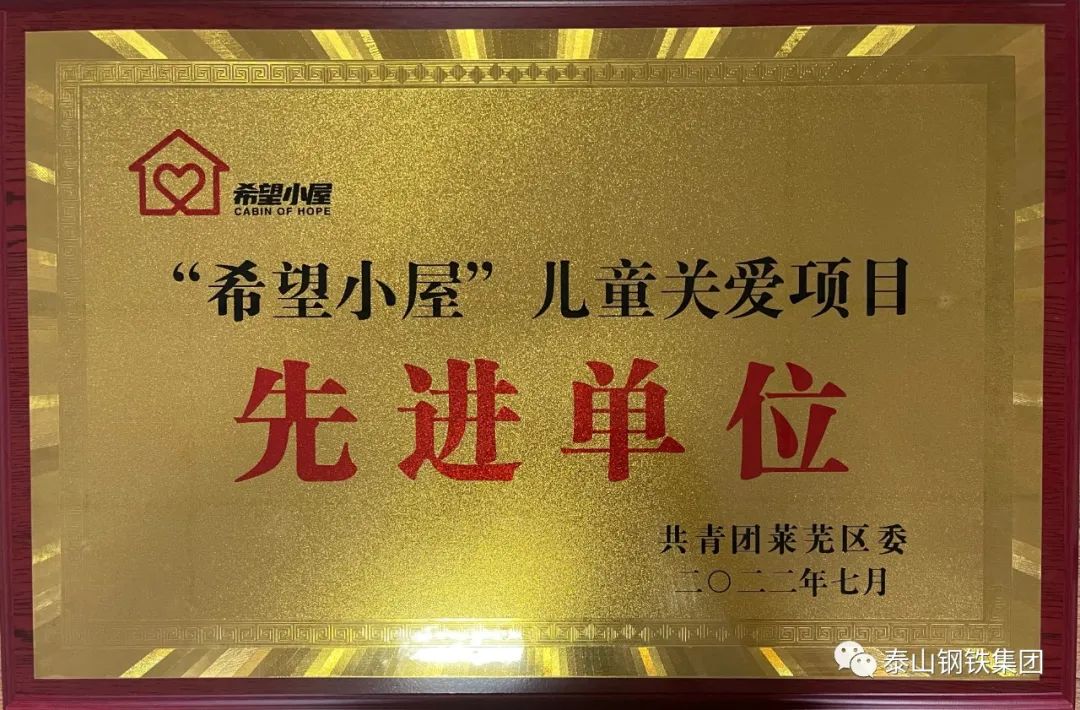 希望小屋
CABIN OF HOPE
“希望小屋”儿童关爱项目
先进单位
共青团莱芜区委
二〇二二年七月
泰山钢铁集团